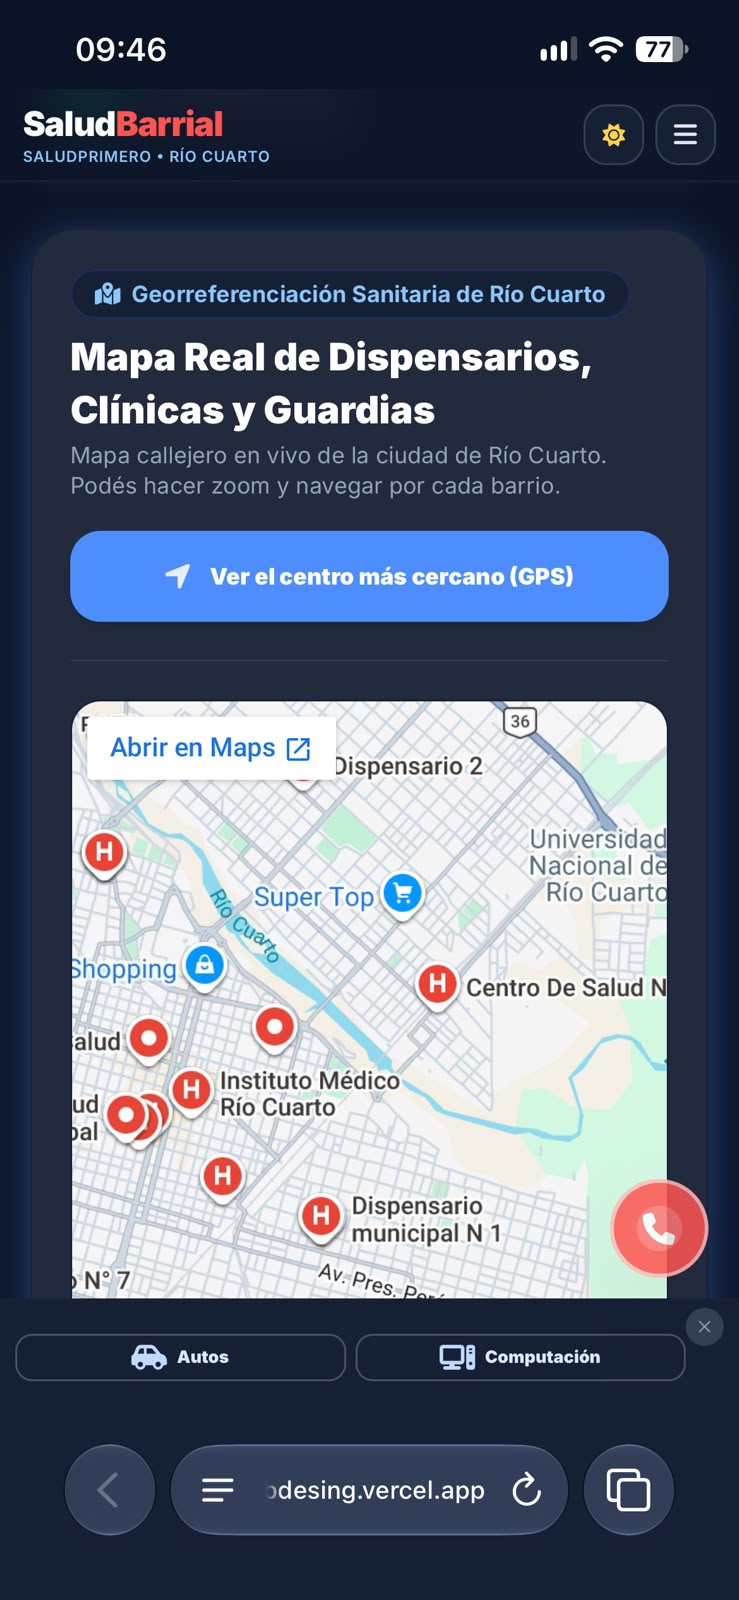 09:46
77
SaludBarrial
SALUDPRIMERO • RÍO CUARTO
Georreferenciación Sanitaria de Río Cuarto
Mapa Real de Dispensarios,
Clínicas y Guardias
Mapa callejero en vivo de la ciudad de Río Cuarto.
Podés hacer zoom y navegar por cada barrio.
Ver el centro más cercano (GPS)
Abrir en Maps
36
Dispensario 2
Universidad
Nacional de
Río Cuarto
H
Super Top
Río Cuarto
Shopping
H
Centro De Salud N
alud
H
Instituto Médico
Río Cuarto
ud
pal
H
H
Dispensario
municipal N 1
N° 7
Av. Pres. Per
Autos
Computación
desing.vercel.app